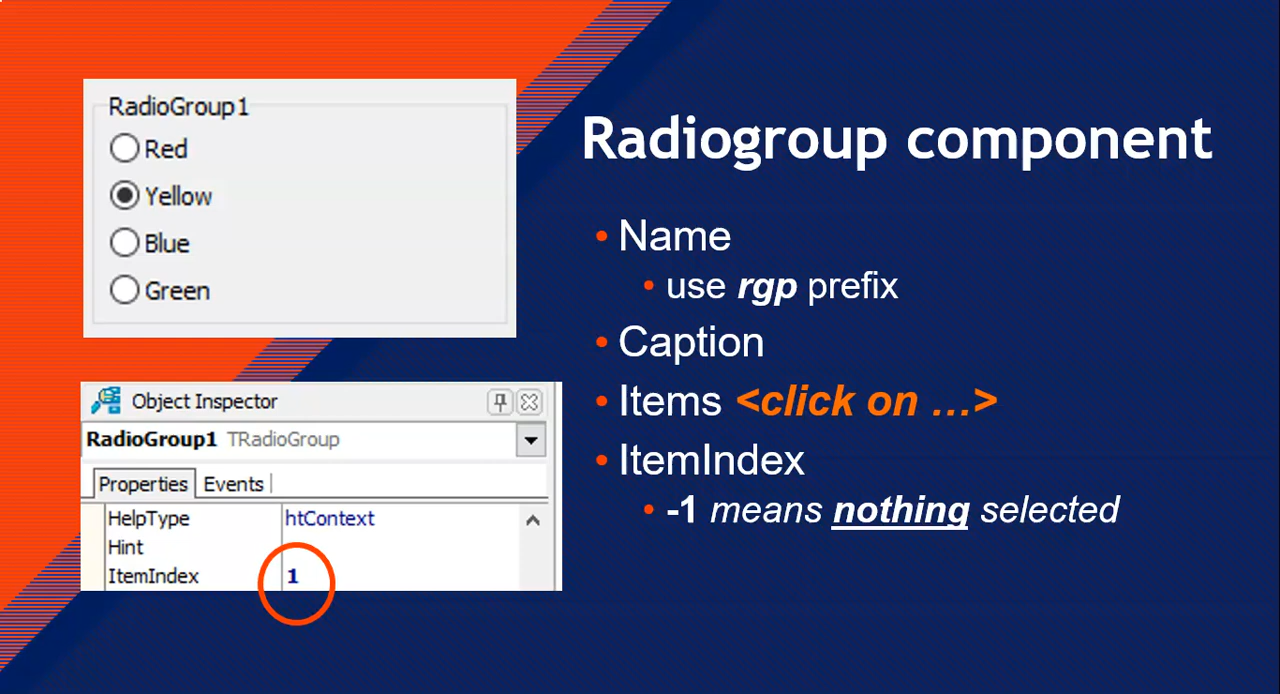 RadioGroup1
Red
Yellow
Blue
Green
Object Inspector
RadioGroup1 TRadioGroup
Properties Events
HelpType htContext
Hint
ItemIndex 1
Radiogroup component
• Name
• use rgp prefix
• Caption
• Items <click on ...>
• ItemIndex
• -1 means nothing selected